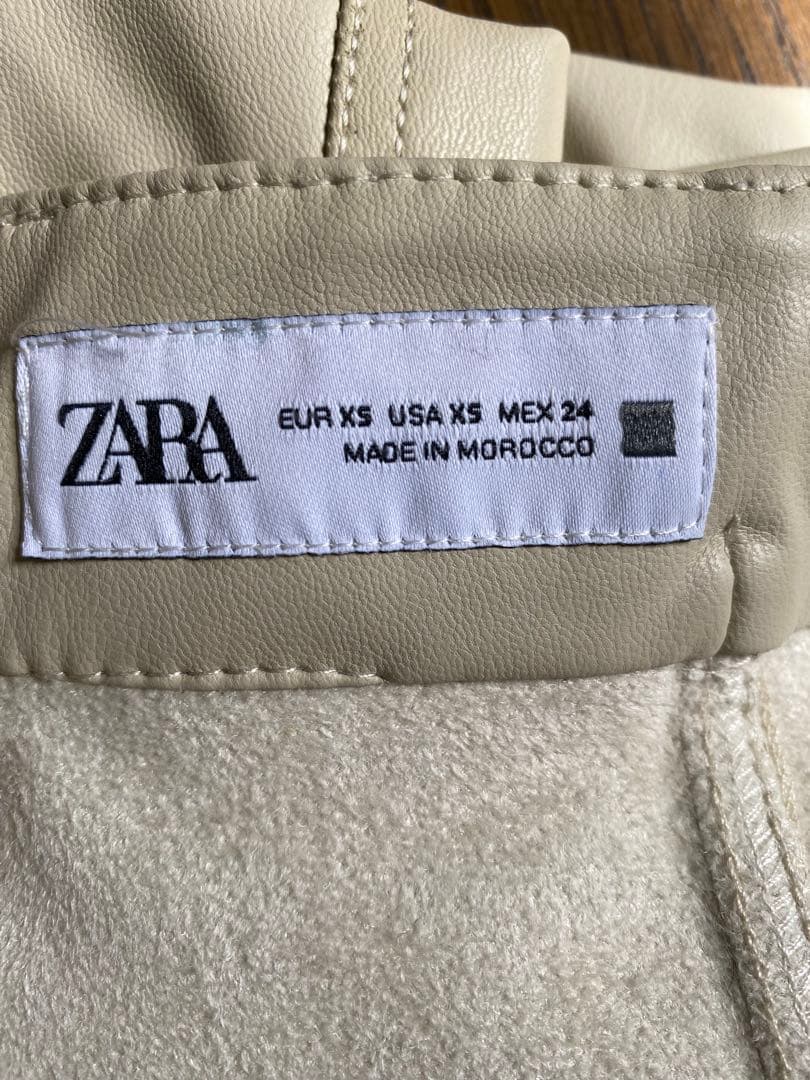 ZARA
EUR XS USA XS MEX 24
MADE IN MOROCCO